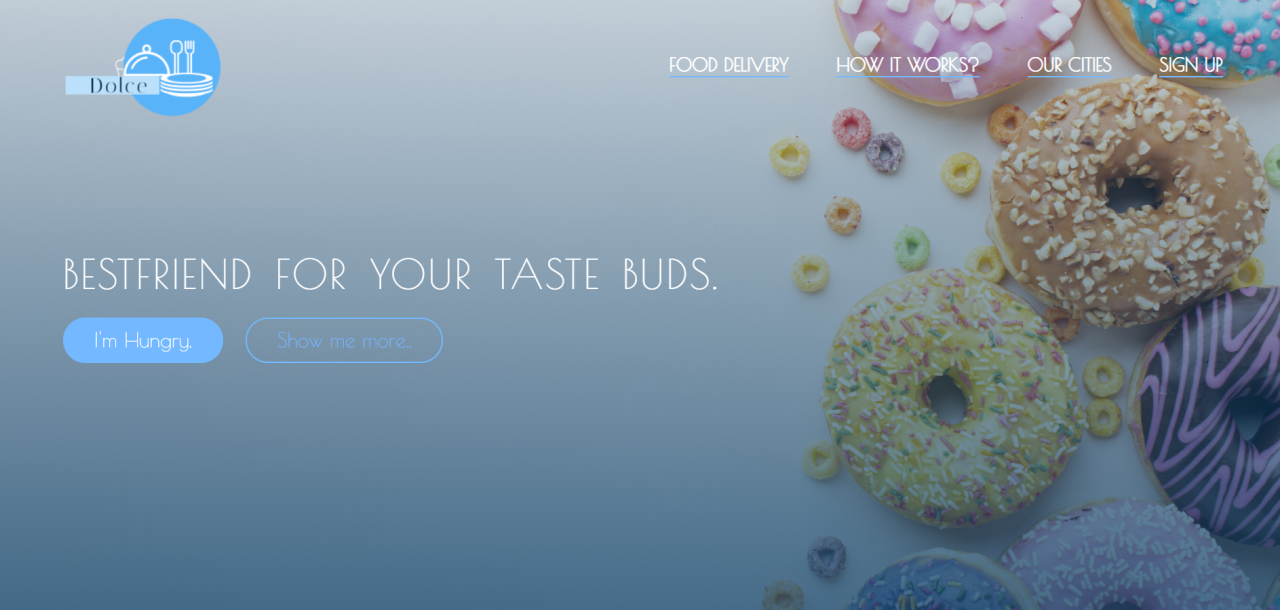 Dolce
FOOD DELIVERY HOW IT WORKS? OUR CITIES SIGN UP
BESTFRIEND FOR YOUR TASTE BUDS.
I'm Hungry. Show me more..